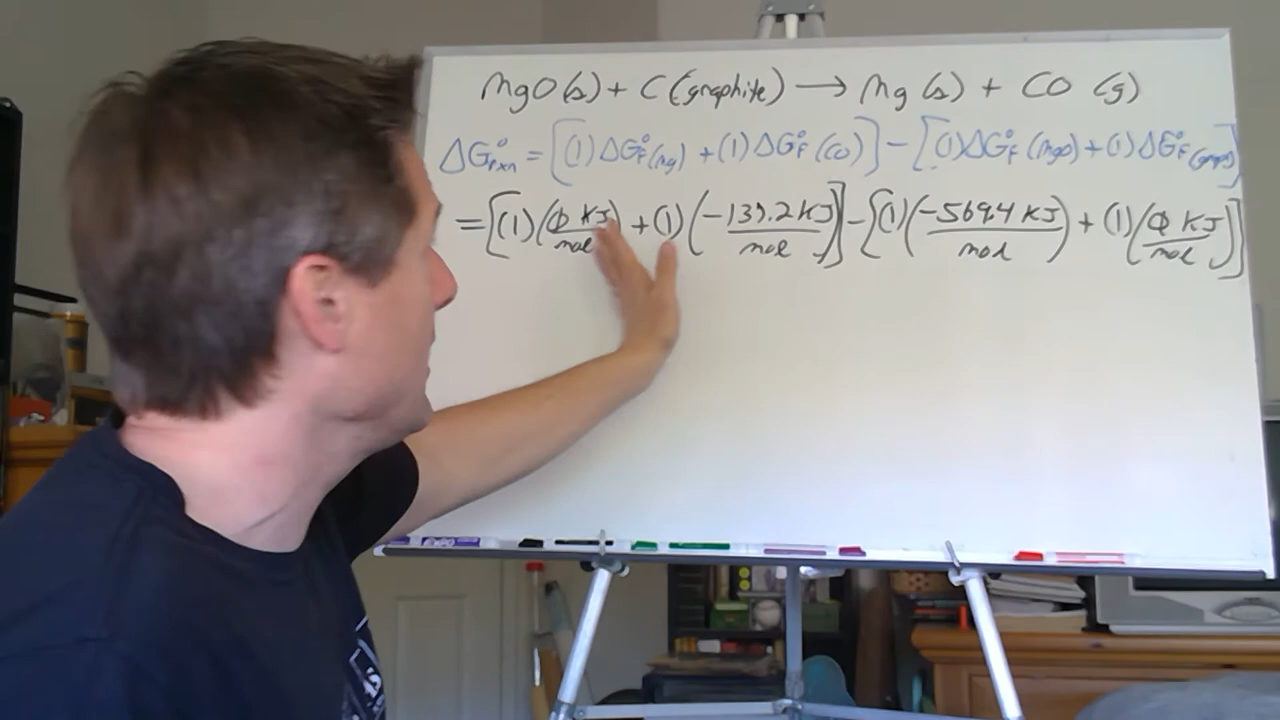 MgO(s) + C(graphite) → Mg(s) + CO (g)
ΔG°rxn = [(1)ΔG°f(Mg) + (1)ΔG°f(CO)] − [(1)ΔG°f(MgO) + (1)ΔG°f(graph)]
= [(1)(0 KJ/mol) + (1)(−137.2 KJ/mol)] − [(1)(−569.4 KJ/mol) + (1)(0 KJ/mol)]
EXPO